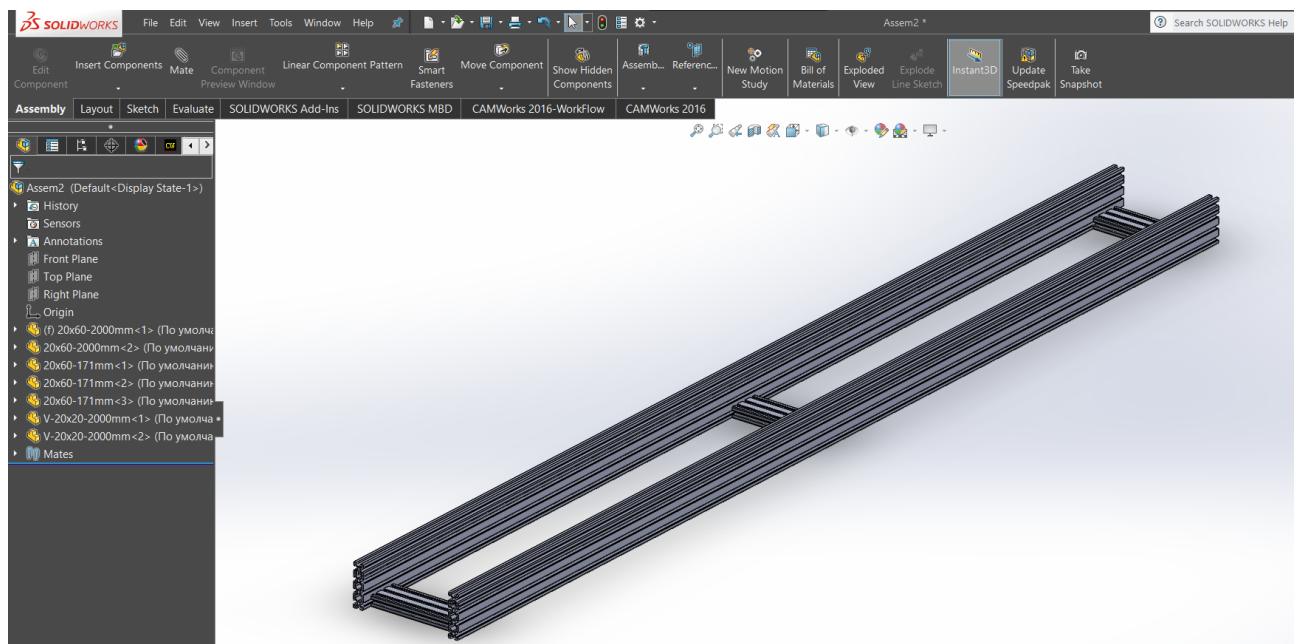 SOLIDWORKS File Edit View Insert Tools Window Help Assem2 * Search SOLIDWORKS Help
Edit Component
Insert Components
Mate
Component Preview Window
Linear Component Pattern
Smart Fasteners
Move Component
Show Hidden Components
Assemb...
Referenc...
New Motion Study
Bill of Materials
Exploded View
Explode Line Sketch
Instant3D
Update Speedpak
Take Snapshot
Assembly Layout Sketch Evaluate SOLIDWORKS Add-Ins SOLIDWORKS MBD CAMWorks 2016-WorkFlow CAMWorks 2016
Assem2 (Default<Display State-1>)
History
Sensors
Annotations
Front Plane
Top Plane
Right Plane
Origin
(f) 20x60-2000mm<1> (По умолча
20x60-2000mm<2> (По умолчани
20x60-171mm<1> (По умолчанин
20x60-171mm<2> (По умолчанин
20x60-171mm<3> (По умолчанин
V-20x20-2000mm<1> (По умолча
V-20x20-2000mm<2> (По умолча
Mates